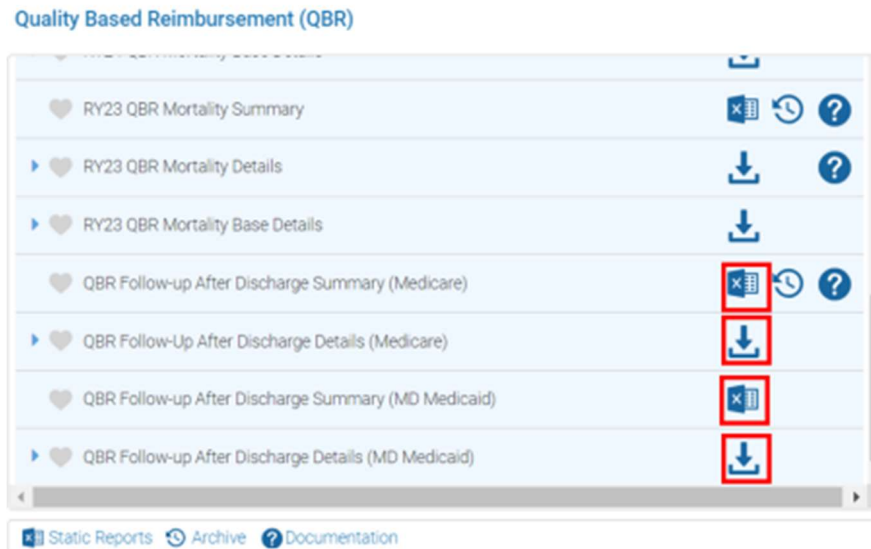 Quality Based Reimbursement (QBR)
RY23 QBR Mortality Summary
RY23 QBR Mortality Details
RY23 QBR Mortality Base Details
QBR Follow-up After Discharge Summary (Medicare)
QBR Follow-Up After Discharge Details (Medicare)
QBR Follow-up After Discharge Summary (MD Medicaid)
QBR Follow-up After Discharge Details (MD Medicaid)
Static Reports Archive Documentation